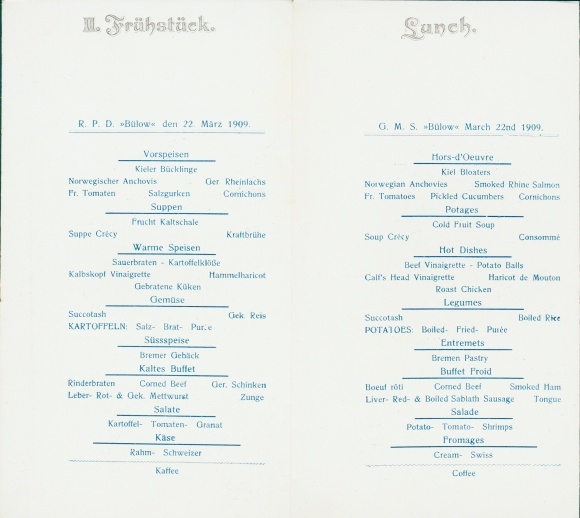 II. Frühstück.
R. P. D. »Bülow« den 22. März 1909.
Vorspeisen
Kieler Bücklinge
Norwegischer Anchovis Ger Rheinlachs
Fr. Tomaten Salzgurken Cornichons
Suppen
Frucht Kaltschale
Suppe Crécy Kraftbrühe
Warme Speisen
Sauerbraten - Kartoffelklöße
Kalbskopf Vinaigrette Hammelharicot
Gebratene Küken
Gemüse
Succotash Gek. Reis
KARTOFFELN: Salz- Brat- Purée
Süssspeise
Bremer Gebäck
Kaltes Buffet
Rinderbraten Corned Beef Ger. Schinken
Leber- Rot- & Gek. Mettwurst Zunge
Salate
Kartoffel- Tomaten- Granat
Käse
Rahm- Schweizer
Kaffee
Lunch.
G. M. S. »Bülow« March 22nd 1909.
Hors-d'Oeuvre
Kiel Bloaters
Norwegian Anchovies Smoked Rhine Salmon
Fr. Tomatoes Pickled Cucumbers Cornichons
Potages
Cold Fruit Soup
Soup Crécy Consommé
Hot Dishes
Beef Vinaigrette - Potato Balls
Calf's Head Vinaigrette Haricot de Mouton
Roast Chicken
Legumes
Succotash Boiled Rice
POTATOES: Boiled- Fried- Purée
Entremets
Bremen Pastry
Buffet Froid
Boeuf rôti Corned Beef Smoked Ham
Liver- Red- & Boiled Sablath Sausage Tongue
Salade
Potato- Tomato- Shrimps
Fromages
Cream- Swiss
Coffee